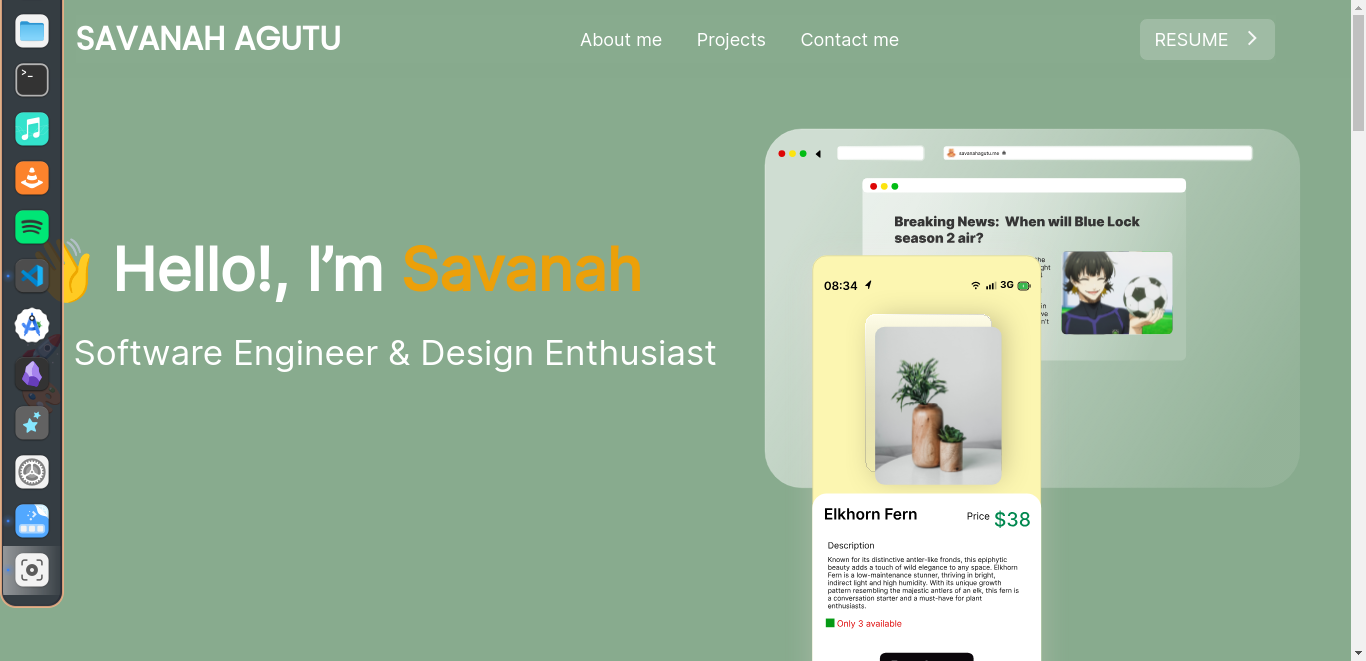 SAVANAH AGUTU
About me
Projects
Contact me
RESUME
>_
savanahagutu.me
Breaking News: When will Blue Lock
season 2 air?
👋 Hello!, I'm Savanah
Software Engineer & Design Enthusiast
08:34
3G
Elkhorn Fern
Price $38
Description
Known for its distinctive antler-like fronds, this epiphytic
beauty adds a touch of wild elegance to any space. Elkhorn
Fern is a low-maintenance stunner, thriving in bright,
indirect light and high humidity. With its unique growth
pattern resembling the majestic antlers of an elk, this fern is
a conversation starter and a must-have for plant
enthusiasts.
Only 3 available